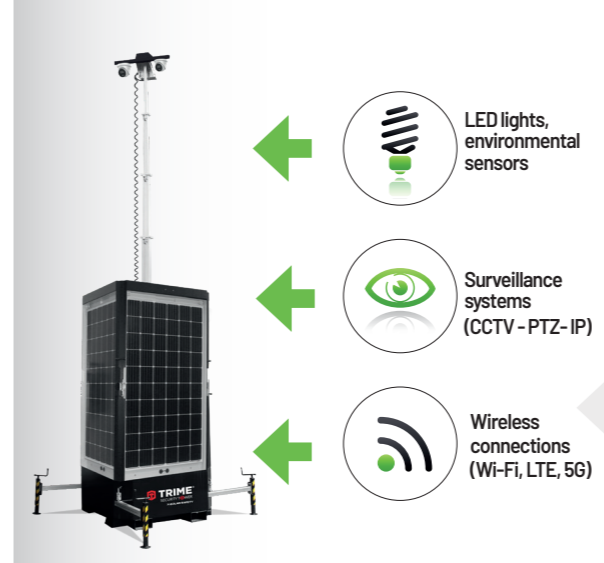 LED lights,
environmental
sensors
Surveillance
systems
(CCTV - PTZ- IP)
Wireless
connections
(Wi-Fi, LTE, 5G)
TRIME